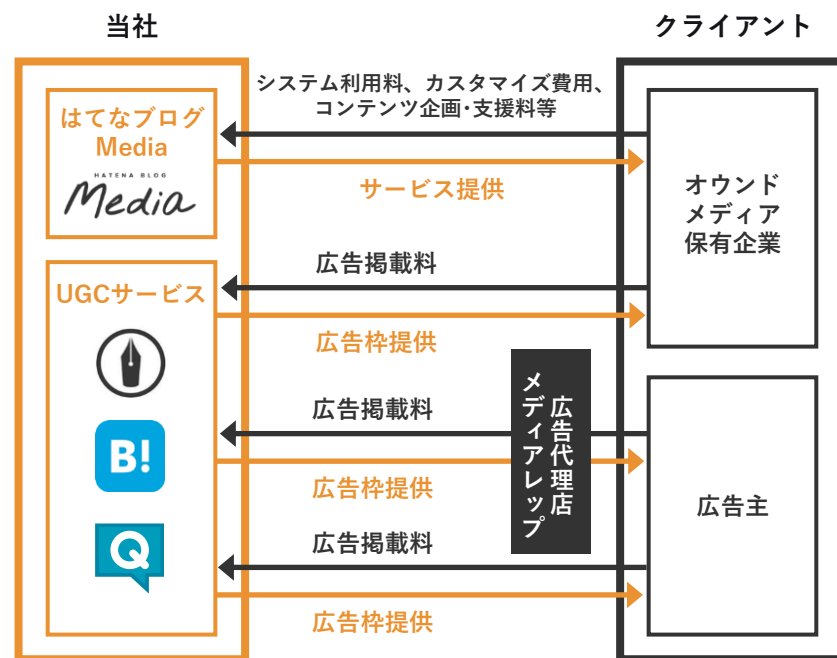 当社
クライアント
はてなブログ
Media
HATENA BLOG
Media
システム利用料、カスタマイズ費用、
コンテンツ企画・支援料等
サービス提供
オウンド
メディア
保有企業
UGCサービス
広告掲載料
広告枠提供
B!
Q
広告掲載料
広告枠提供
広告代理店
メディアレップ
広告掲載料
広告枠提供
広告主